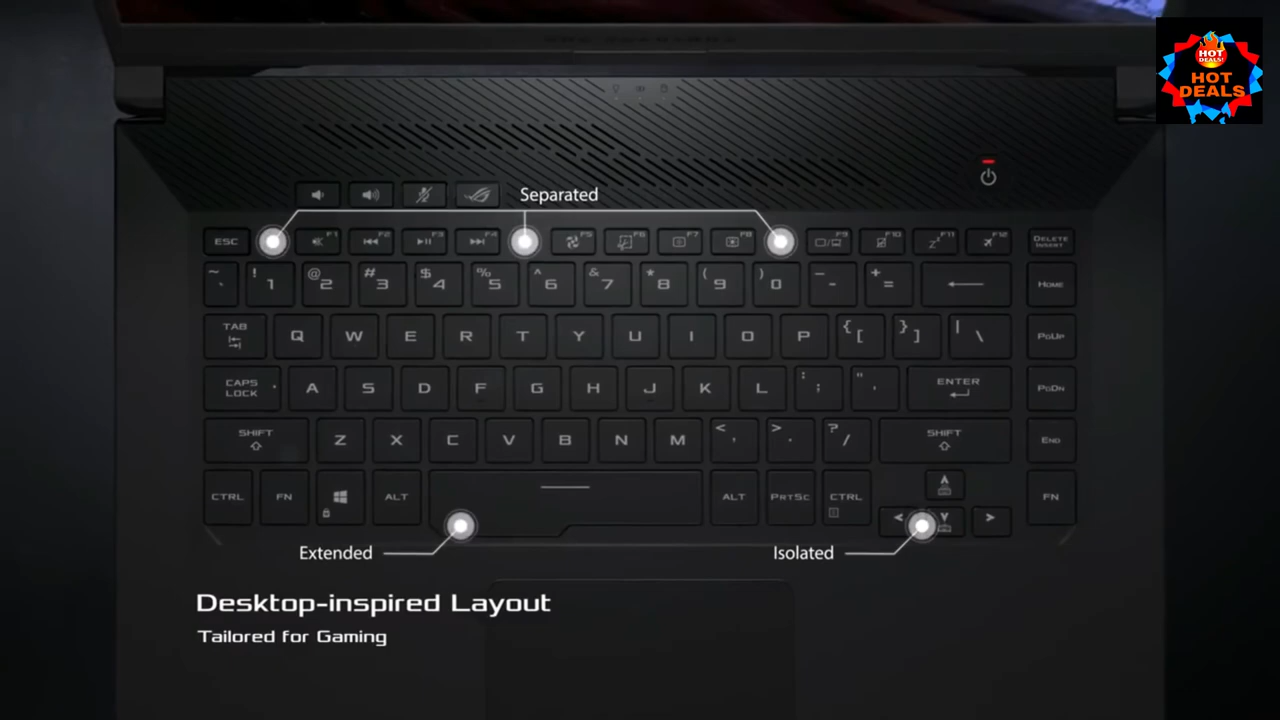 HOT
DEALS!
HOT
DEALS
Separated
ESC
F1
F2
F3
F4
F5
F6
F7
F8
F9
F10
Z F11
F12
DELETE
INSERT
~ `
! 1
@ 2
# 3
$ 4
% 5
^ 6
& 7
* 8
( 9
) 0
- -
+ =
HOME
TAB
Q W E R T Y U I O P { [ } ] | \
PGUP
CAPS
LOCK
A S D F G H J K L : ; " '
ENTER
PGDN
SHIFT
Z X C V B N M < , > . ? /
SHIFT
END
CTRL FN ALT ALT PRTSC CTRL FN
Extended
Isolated
Desktop-inspired Layout
Tailored for Gaming